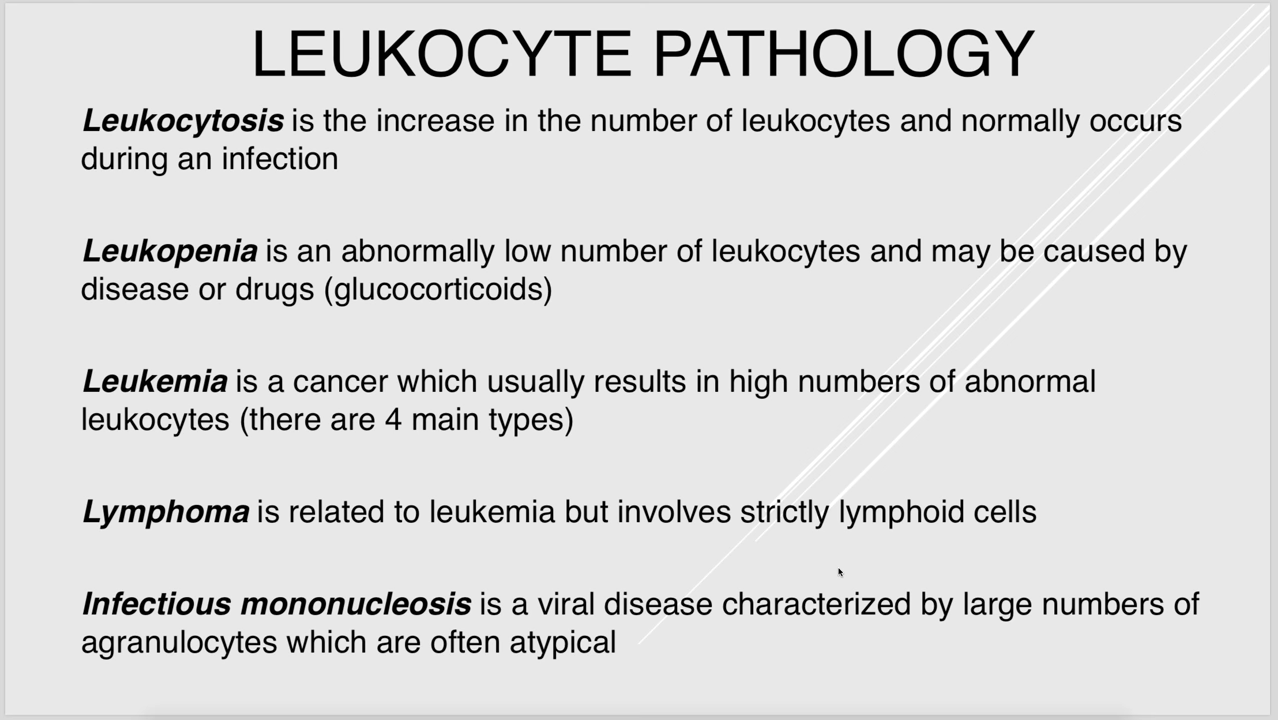 LEUKOCYTE PATHOLOGY
Leukocytosis is the increase in the number of leukocytes and normally occurs
during an infection
Leukopenia is an abnormally low number of leukocytes and may be caused by
disease or drugs (glucocorticoids)
Leukemia is a cancer which usually results in high numbers of abnormal
leukocytes (there are 4 main types)
Lymphoma is related to leukemia but involves strictly lymphoid cells
Infectious mononucleosis is a viral disease characterized by large numbers of
agranulocytes which are often atypical